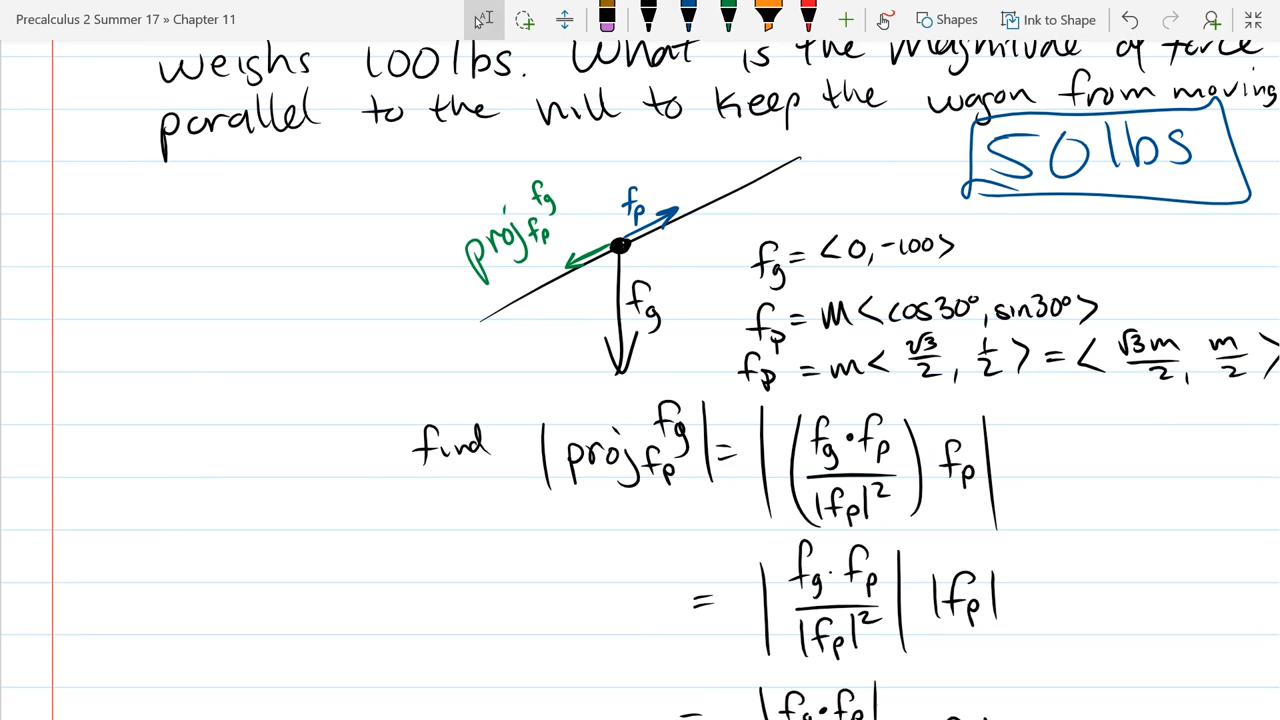 Precalculus 2 Summer 17 » Chapter 11
Shapes
Ink to Shape
weighs 100 lbs. What is the magnitude of force
parallel to the hill to keep the wagon from moving
50 lbs
proj_fp fg
fp
fg
fg = <0, -100>
fp = m<cos30°, sin30°>
fp = m<√3/2, 1/2> = <√3m/2, m/2>
find |proj_fp fg| = |(fg • fp / |fp|²) fp|
= |fg · fp / |fp|²| |fp|
= |fg • fp|